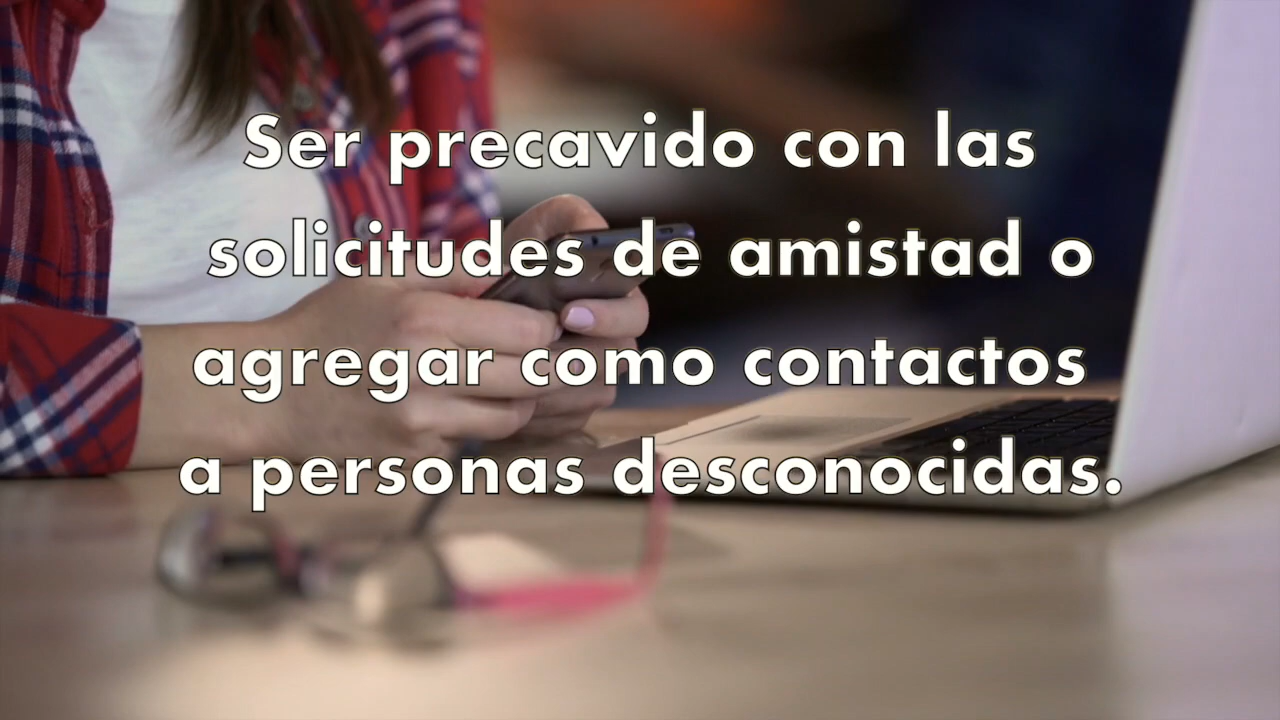 Ser precavido con las
solicitudes de amistad o
agregar como contactos
a personas desconocidas.